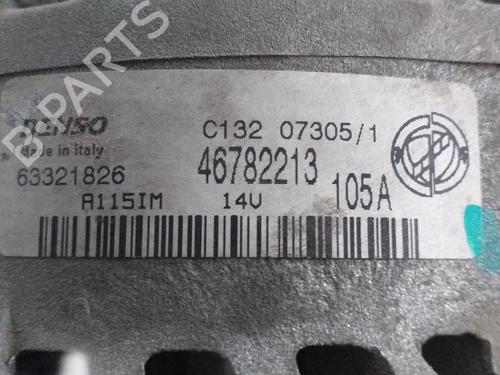 B-PARTS
DENSO
Made in italy
63321826
A115IM
14V
C132 07305/1
46782213
105A